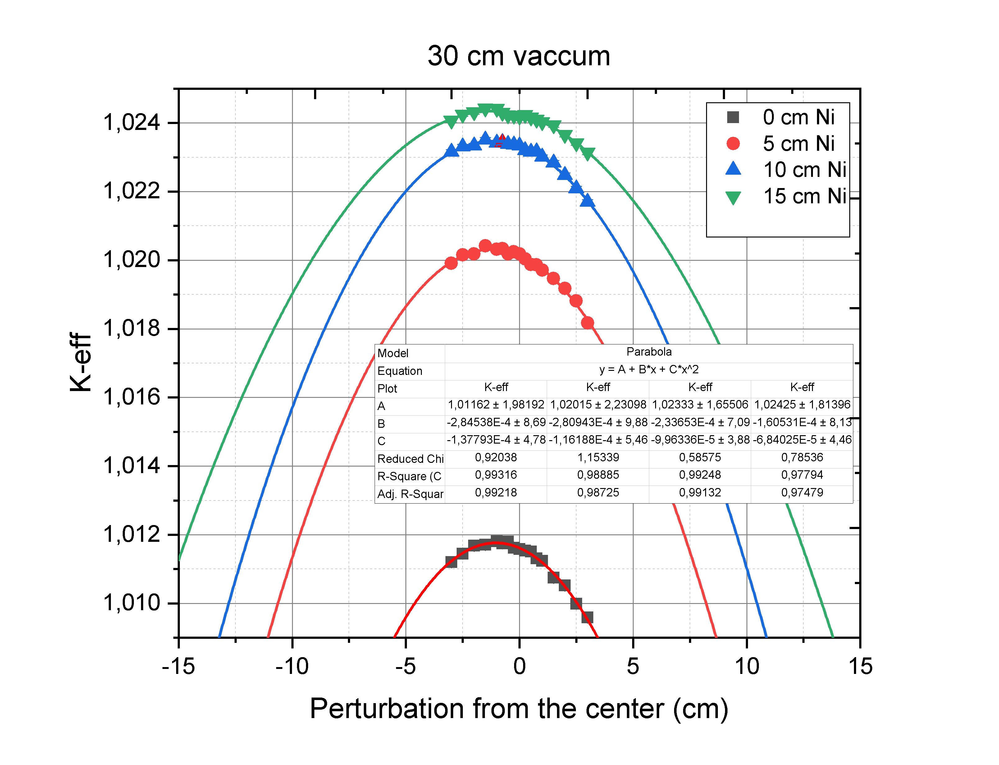 30 cm vaccum
K-eff
1,024
1,022
1,020
1,018
1,016
1,014
1,012
1,010
0 cm Ni
5 cm Ni
10 cm Ni
15 cm Ni
Model Parabola
Equation y = A + B*x + C*x^2
Plot K-eff K-eff K-eff K-eff
A 1,01162 ± 1,98192 1,02015 ± 2,23098 1,02333 ± 1,65506 1,02425 ± 1,81396
B -2,84538E-4 ± 8,69 -2,80943E-4 ± 9,88 -2,33653E-4 ± 7,09 -1,60531E-4 ± 8,13
C -1,37793E-4 ± 4,78 -1,16188E-4 ± 5,46 -9,96336E-5 ± 3,88 -6,84025E-5 ± 4,46
Reduced Chi 0,92038 1,15339 0,58575 0,78536
R-Square (C 0,99316 0,98885 0,99248 0,97794
Adj. R-Squar 0,99218 0,98725 0,99132 0,97479
-15 -10 -5 0 5 10 15
Perturbation from the center (cm)